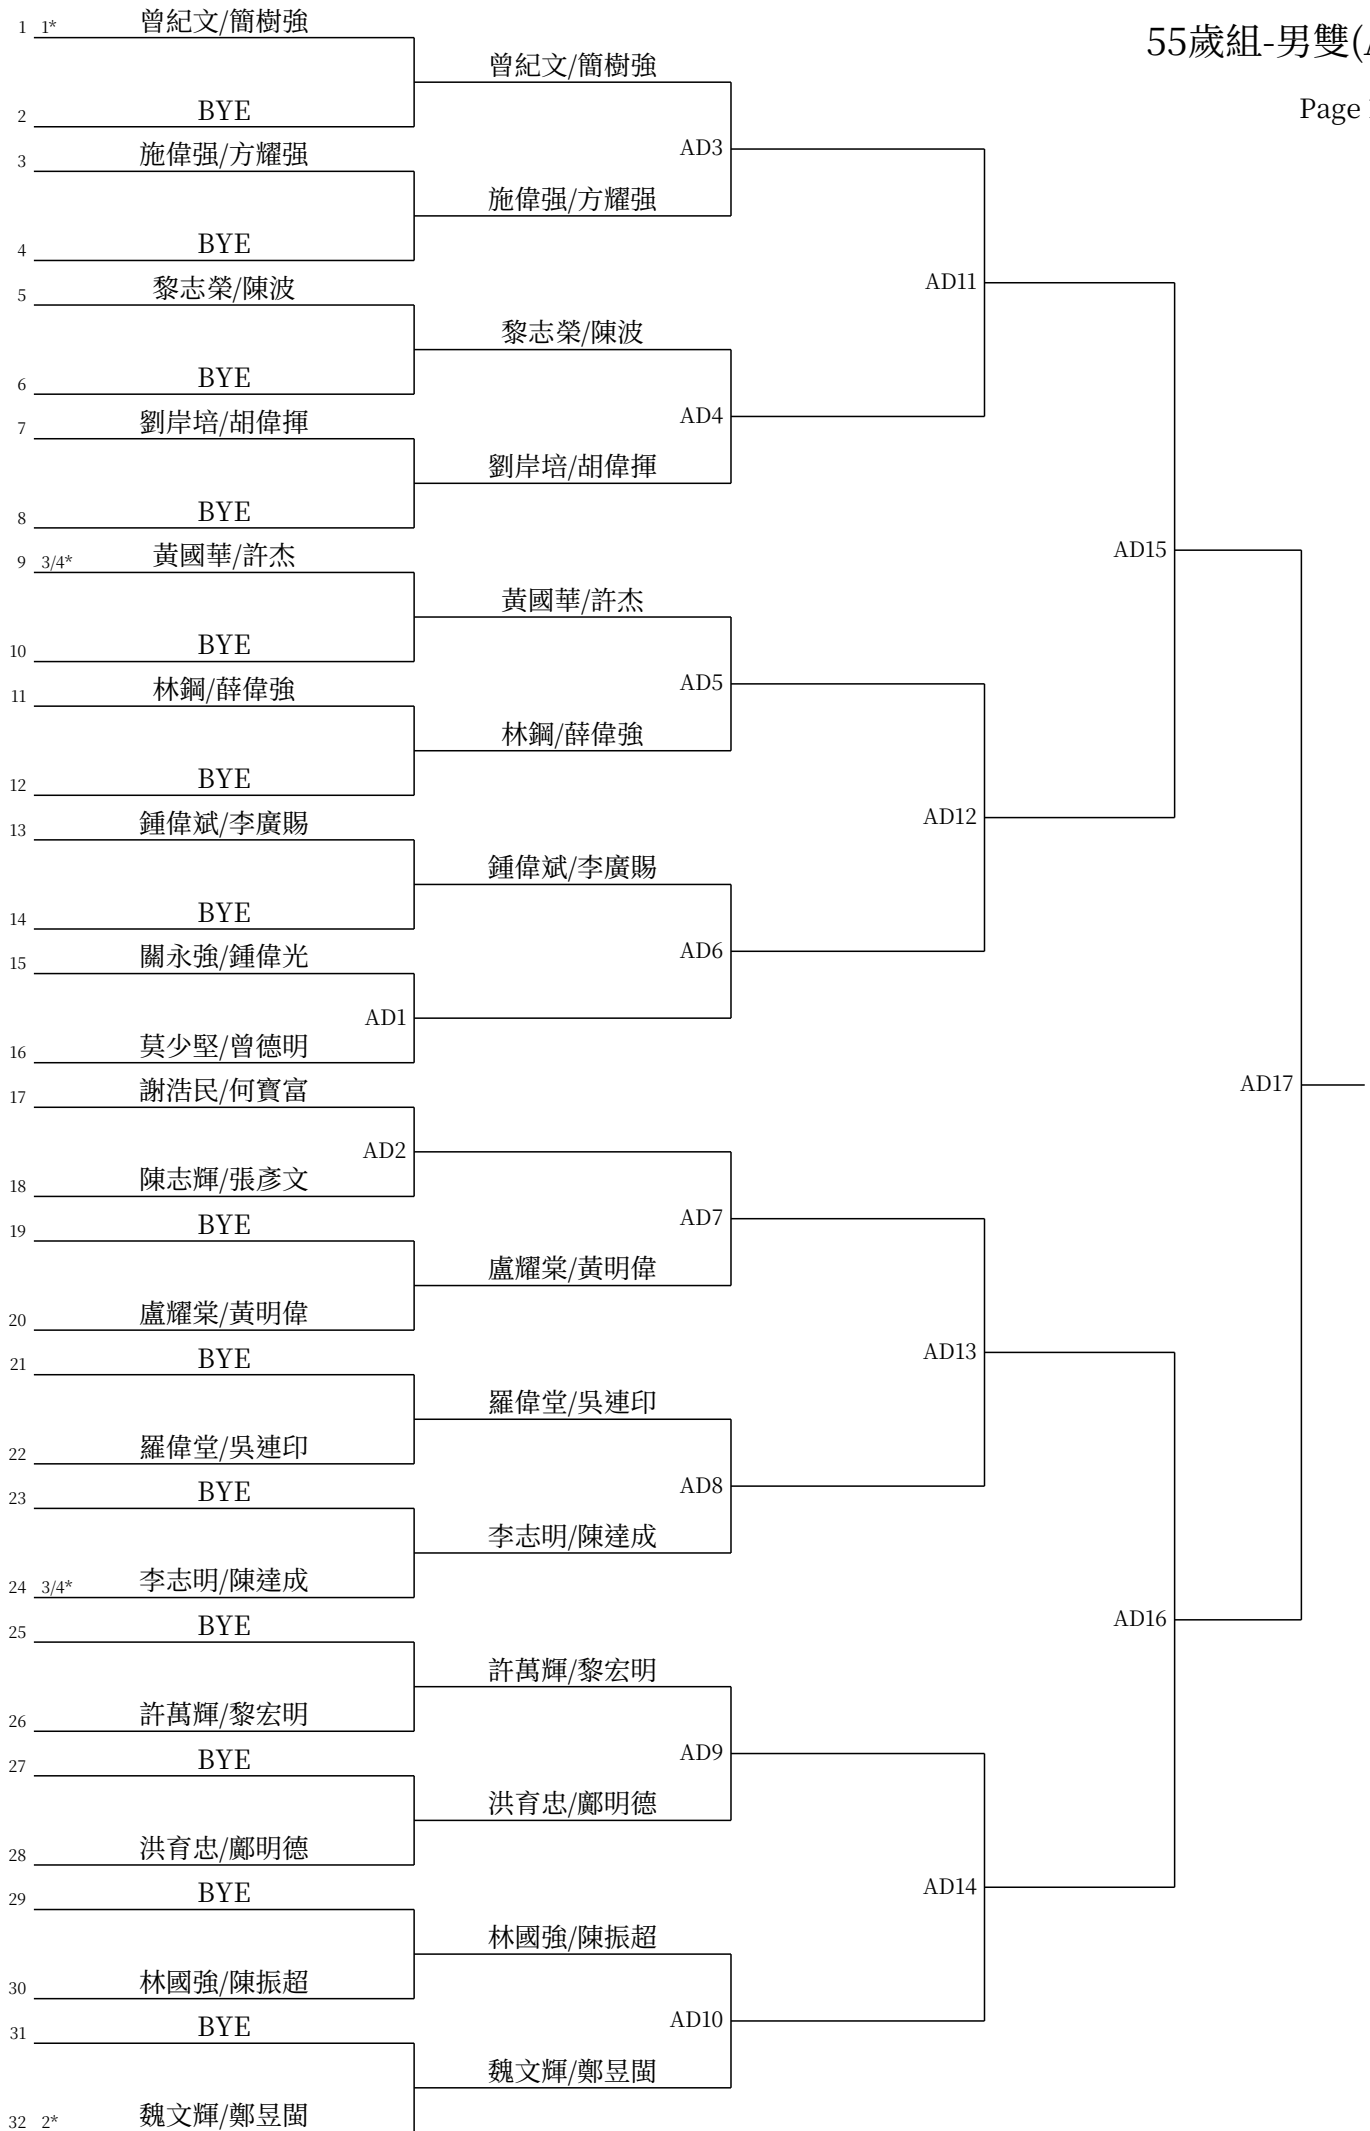 55歲組-男雙(
Page
1 1* 曾紀文/簡樹強
曾紀文/簡樹強
2 BYE
AD3
3 施偉强/方耀强
施偉强/方耀强
4 BYE
AD11
5 黎志榮/陳波
黎志榮/陳波
6 BYE
AD4
7 劉岸培/胡偉揮
劉岸培/胡偉揮
8 BYE
AD15
9 3/4* 黃國華/許杰
黃國華/許杰
10 BYE
AD5
11 林鋼/薛偉強
林鋼/薛偉強
12 BYE
AD12
13 鍾偉斌/李廣賜
鍾偉斌/李廣賜
14 BYE
AD6
15 關永強/鍾偉光
AD1
16 莫少堅/曾德明
AD17
17 謝浩民/何寶富
AD2
18 陳志輝/張彥文
AD7
19 BYE
盧耀棠/黃明偉
20 盧耀棠/黃明偉
AD13
21 BYE
羅偉堂/吳連印
22 羅偉堂/吳連印
AD8
23 BYE
李志明/陳達成
24 3/4* 李志明/陳達成
AD16
25 BYE
許萬輝/黎宏明
26 許萬輝/黎宏明
AD9
27 BYE
洪育忠/鄺明德
28 洪育忠/鄺明德
AD14
29 BYE
林國強/陳振超
30 林國強/陳振超
AD10
31 BYE
魏文輝/鄭昱閩
32 2* 魏文輝/鄭昱閩